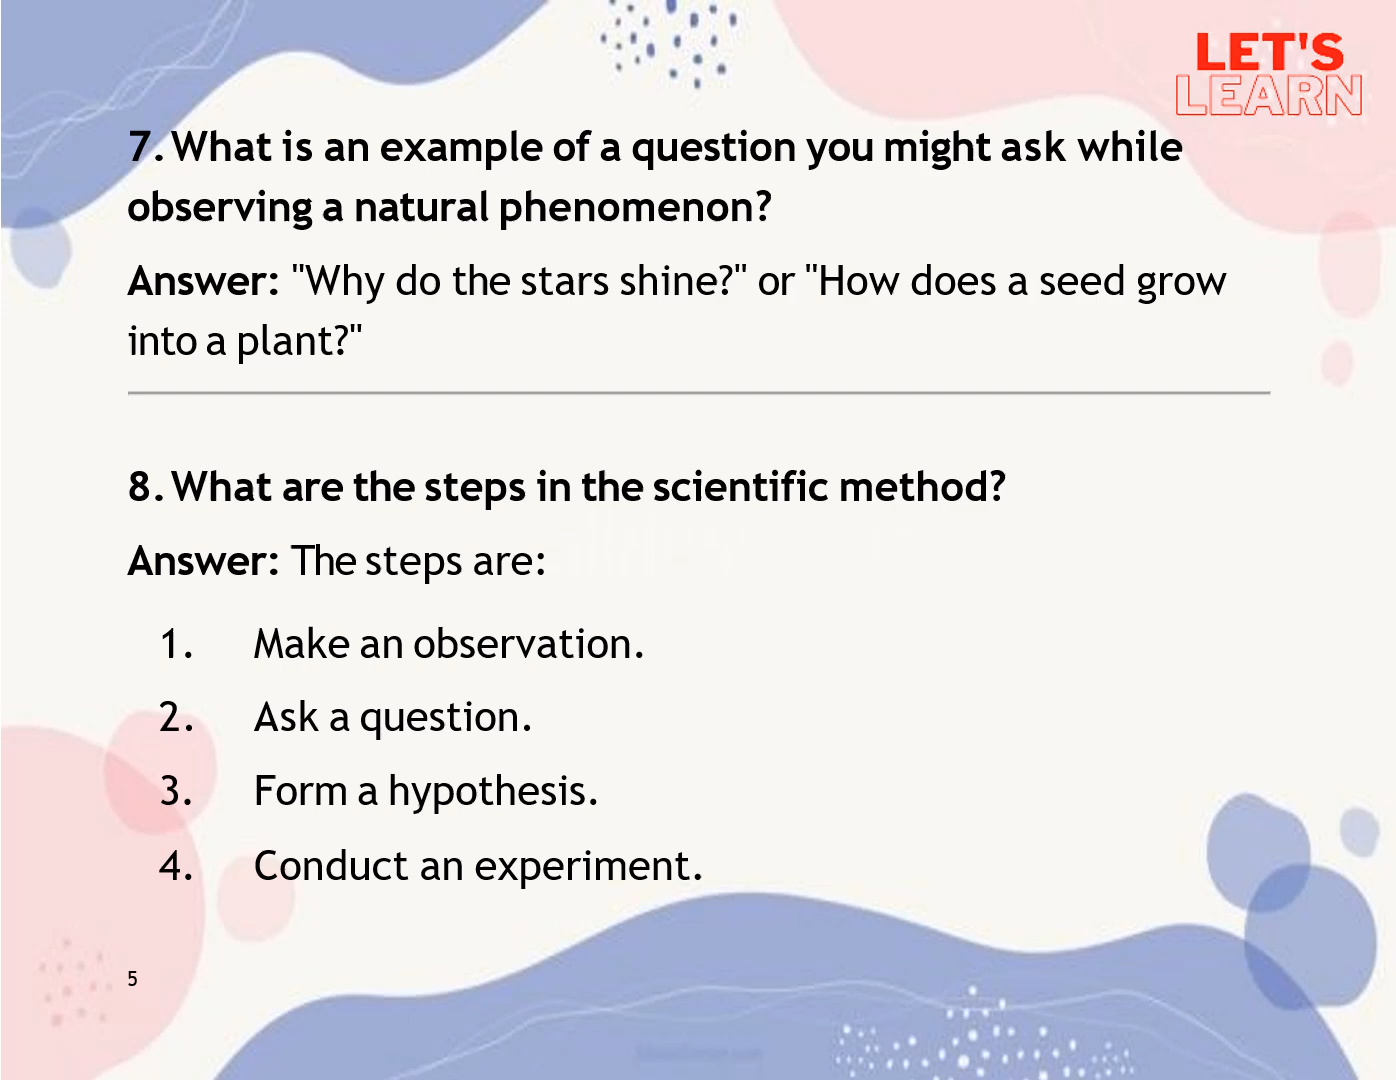 LET'S
LEARN
7. What is an example of a question you might ask while
observing a natural phenomenon?
Answer: "Why do the stars shine?" or "How does a seed grow
into a plant?"
8. What are the steps in the scientific method?
Answer: The steps are:
1. Make an observation.
2. Ask a question.
3. Form a hypothesis.
4. Conduct an experiment.
5